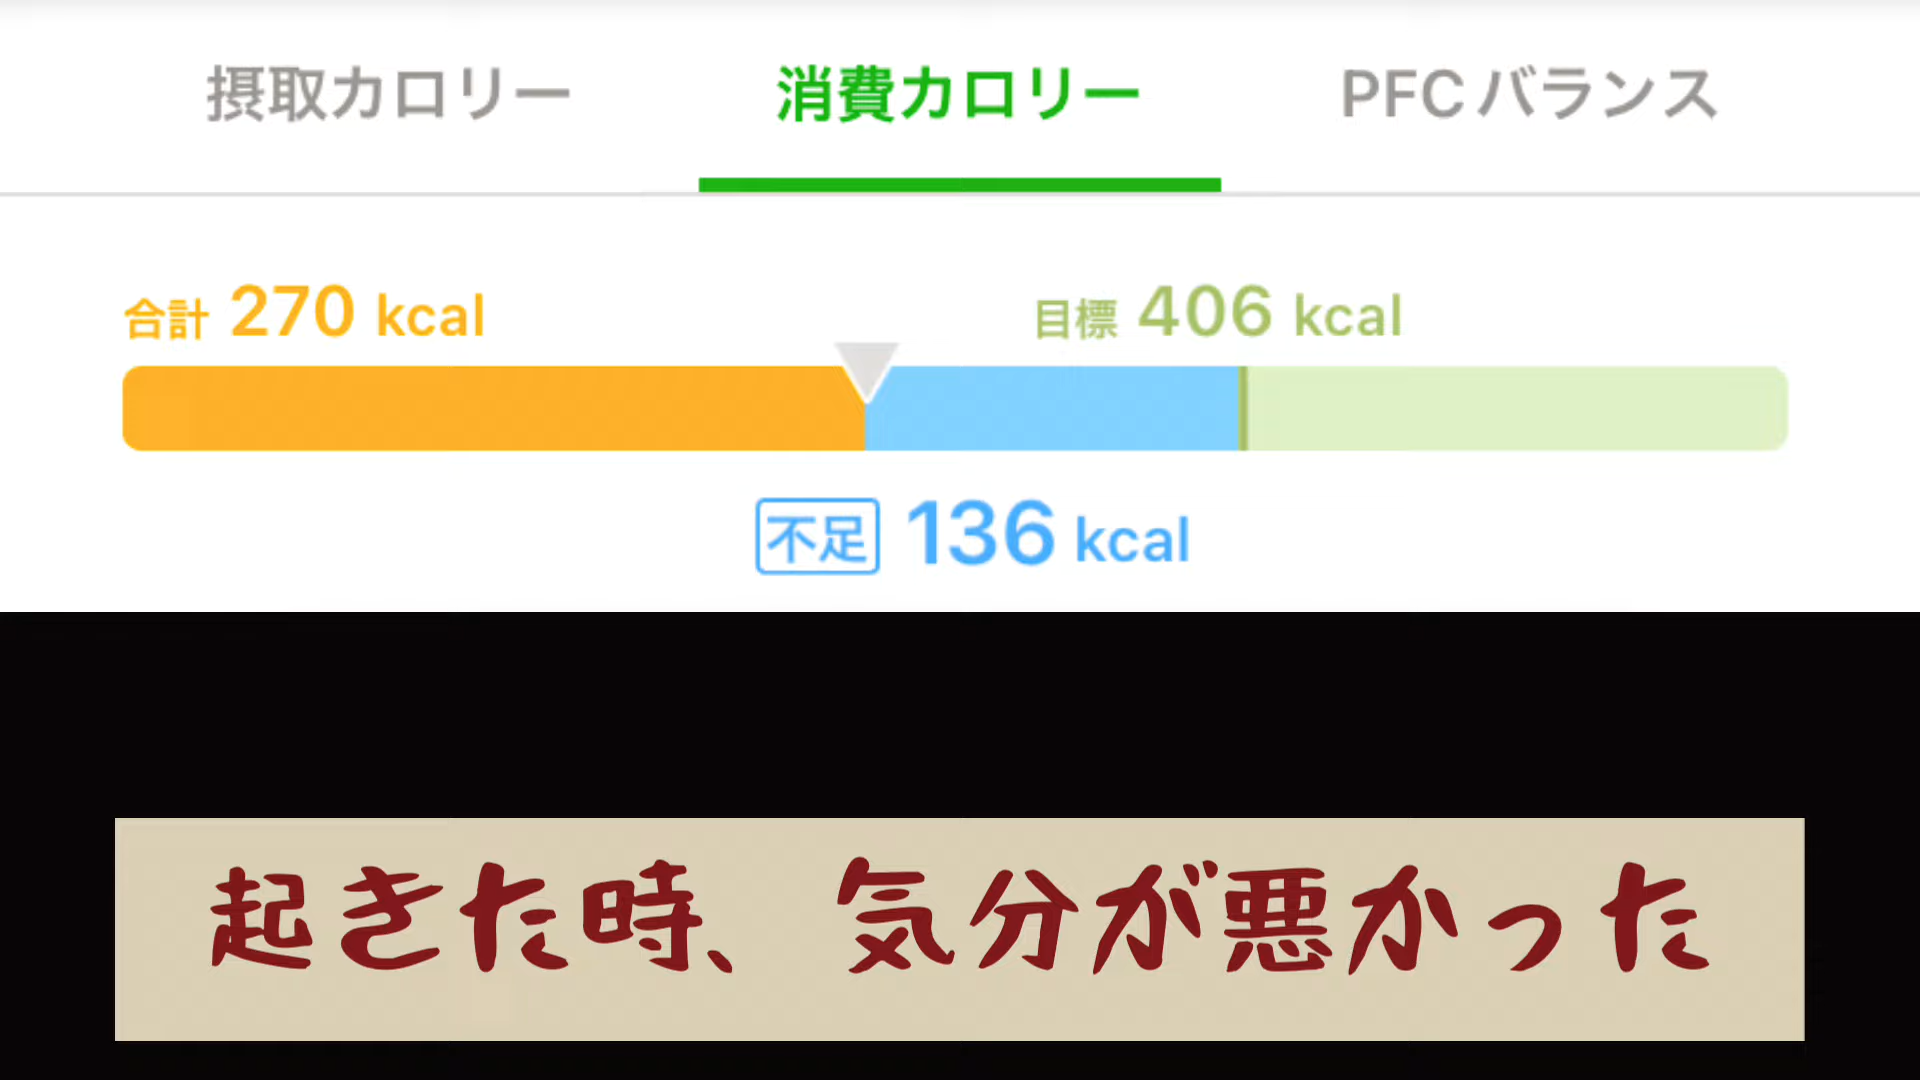 摂取カロリー 消費カロリー PFCバランス
合計 270 kcal 目標 406 kcal
不足 136 kcal
起きた時、気分が悪かった